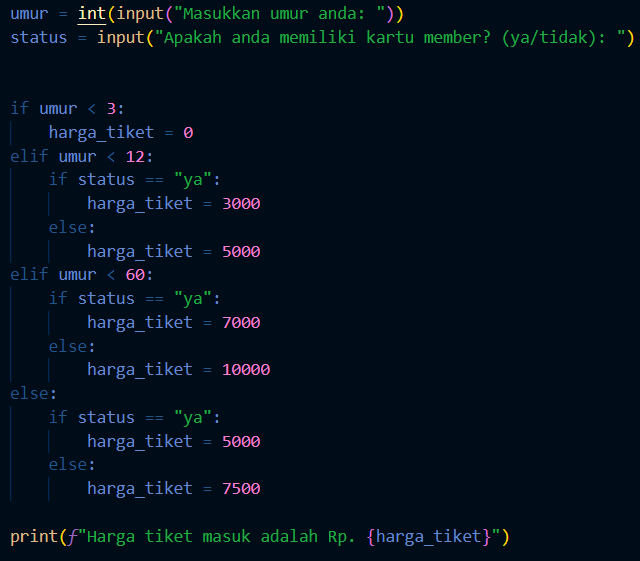 umur = int(input("Masukkan umur anda: "))
status = input("Apakah anda memiliki kartu member? (ya/tidak): ")
if umur < 3:
    harga_tiket = 0
elif umur < 12:
    if status == "ya":
        harga_tiket = 3000
    else:
        harga_tiket = 5000
elif umur < 60:
    if status == "ya":
        harga_tiket = 7000
    else:
        harga_tiket = 10000
else:
    if status == "ya":
        harga_tiket = 5000
    else:
        harga_tiket = 7500
print(f"Harga tiket masuk adalah Rp. {harga_tiket}")